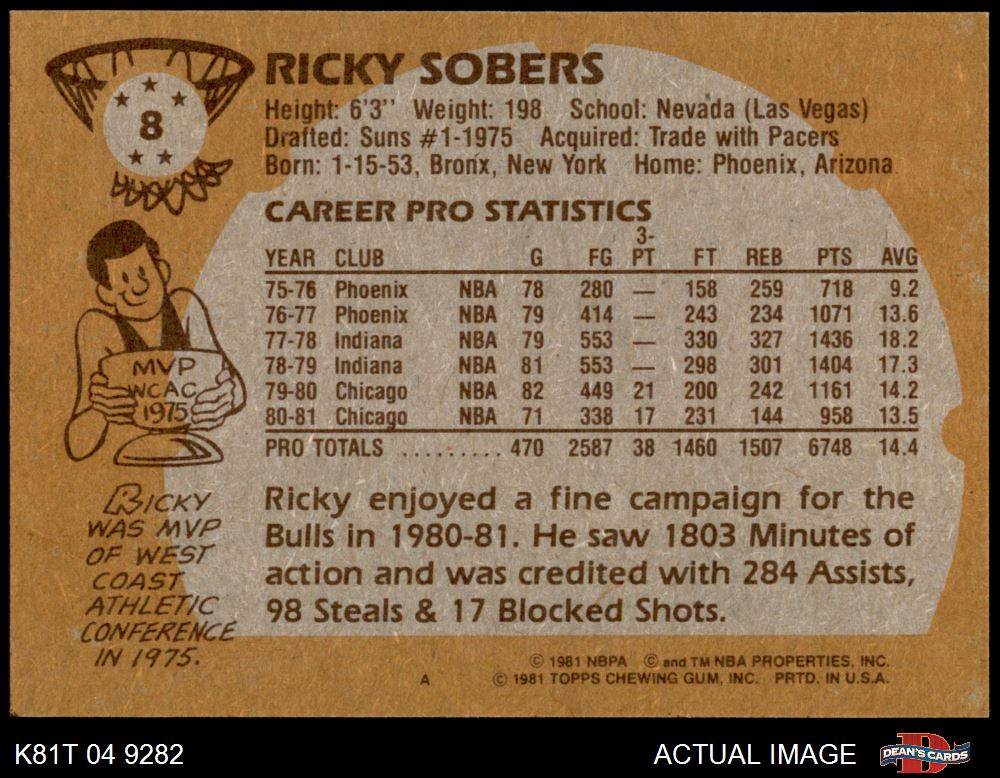 8
RICKY SOBERS
Height: 6'3'' Weight: 198 School: Nevada (Las Vegas)
Drafted: Suns #1-1975 Acquired: Trade with Pacers
Born: 1-15-53, Bronx, New York Home: Phoenix, Arizona
CAREER PRO STATISTICS
YEAR CLUB G FG 3-PT FT REB PTS AVG
75-76 Phoenix NBA 78 280 — 158 259 718 9.2
76-77 Phoenix NBA 79 414 — 243 234 1071 13.6
77-78 Indiana NBA 79 553 — 330 327 1436 18.2
78-79 Indiana NBA 81 553 — 298 301 1404 17.3
79-80 Chicago NBA 82 449 21 200 242 1161 14.2
80-81 Chicago NBA 71 338 17 231 144 958 13.5
PRO TOTALS ......... 470 2587 38 1460 1507 6748 14.4
MVP
WCAC
1975
RICKY
WAS MVP
OF WEST
COAST
ATHLETIC
CONFERENCE
IN 1975.
Ricky enjoyed a fine campaign for the
Bulls in 1980-81. He saw 1803 Minutes of
action and was credited with 284 Assists,
98 Steals & 17 Blocked Shots.
© 1981 NBPA © and TM NBA PROPERTIES, INC.
A © 1981 TOPPS CHEWING GUM, INC. PRTD. IN U.S.A.
K81T 04 9282 ACTUAL IMAGE D DEAN'S CARDS